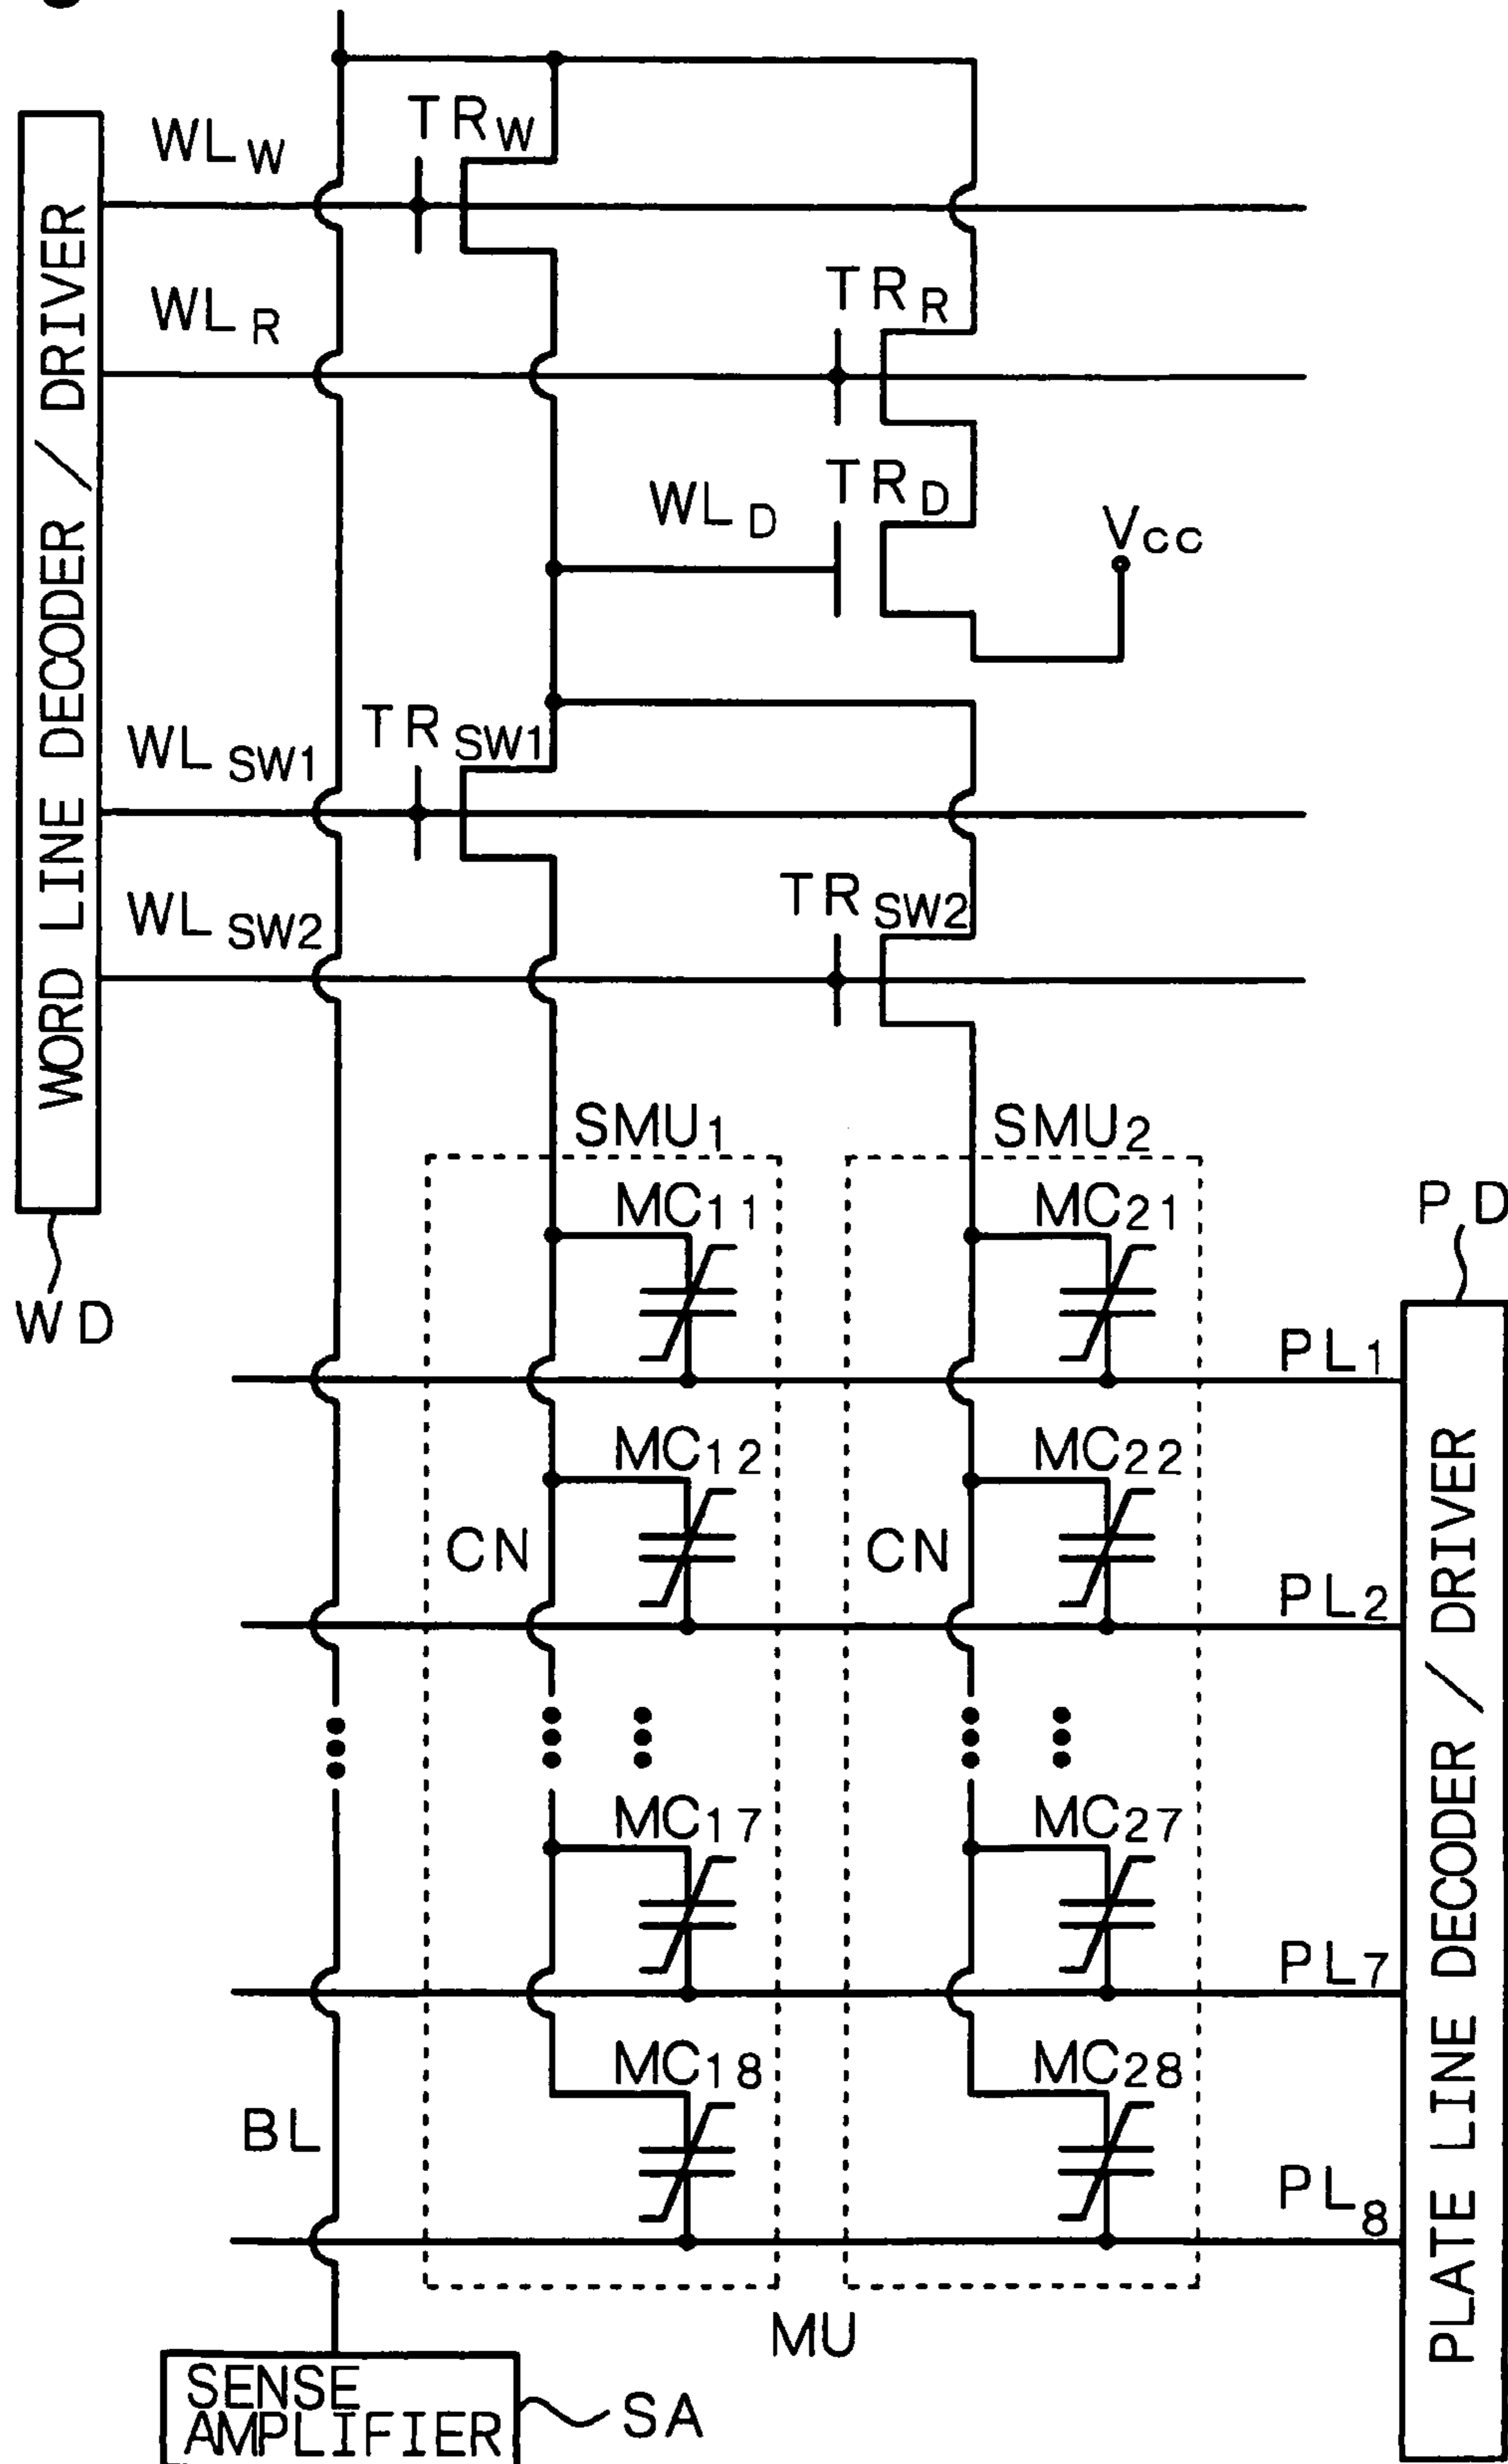 WLW
TRW
WLR
TRR
WLD
TRD
VCC
WLSW1
TRSW1
WLSW2
TRSW2
WORD LINE DECODER / DRIVER
WD
SMU1
SMU2
MC11
MC21
PD
PL1
MC12
MC22
CN
CN
PL2
MC17
MC27
PL7
MC18
MC28
BL
PL8
PLATE LINE DECODER / DRIVER
MU
SENSE
AMPLIFIER
SA